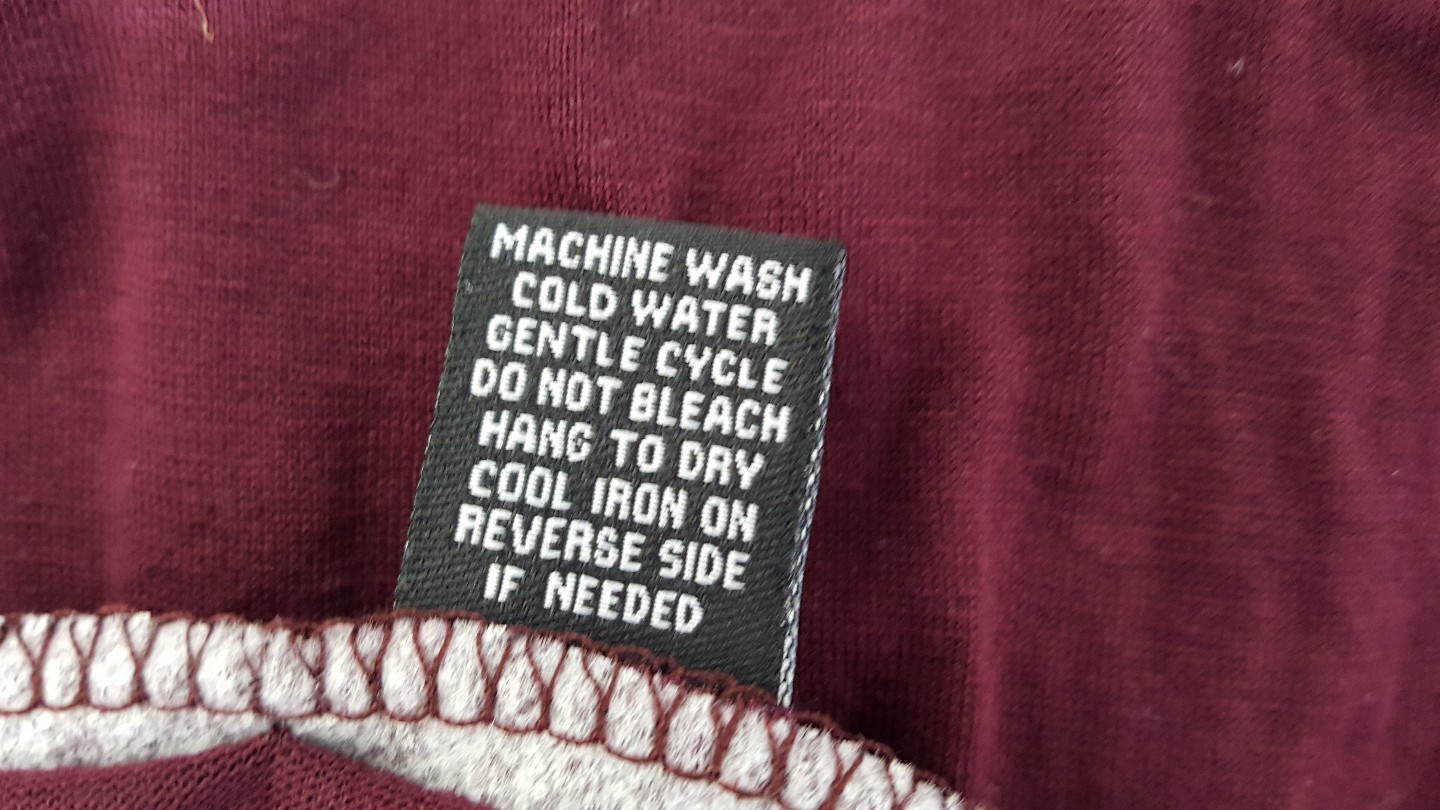 MACHINE WASH
COLD WATER
GENTLE CYCLE
DO NOT BLEACH
HANG TO DRY
COOL IRON ON
REVERSE SIDE
IF NEEDED